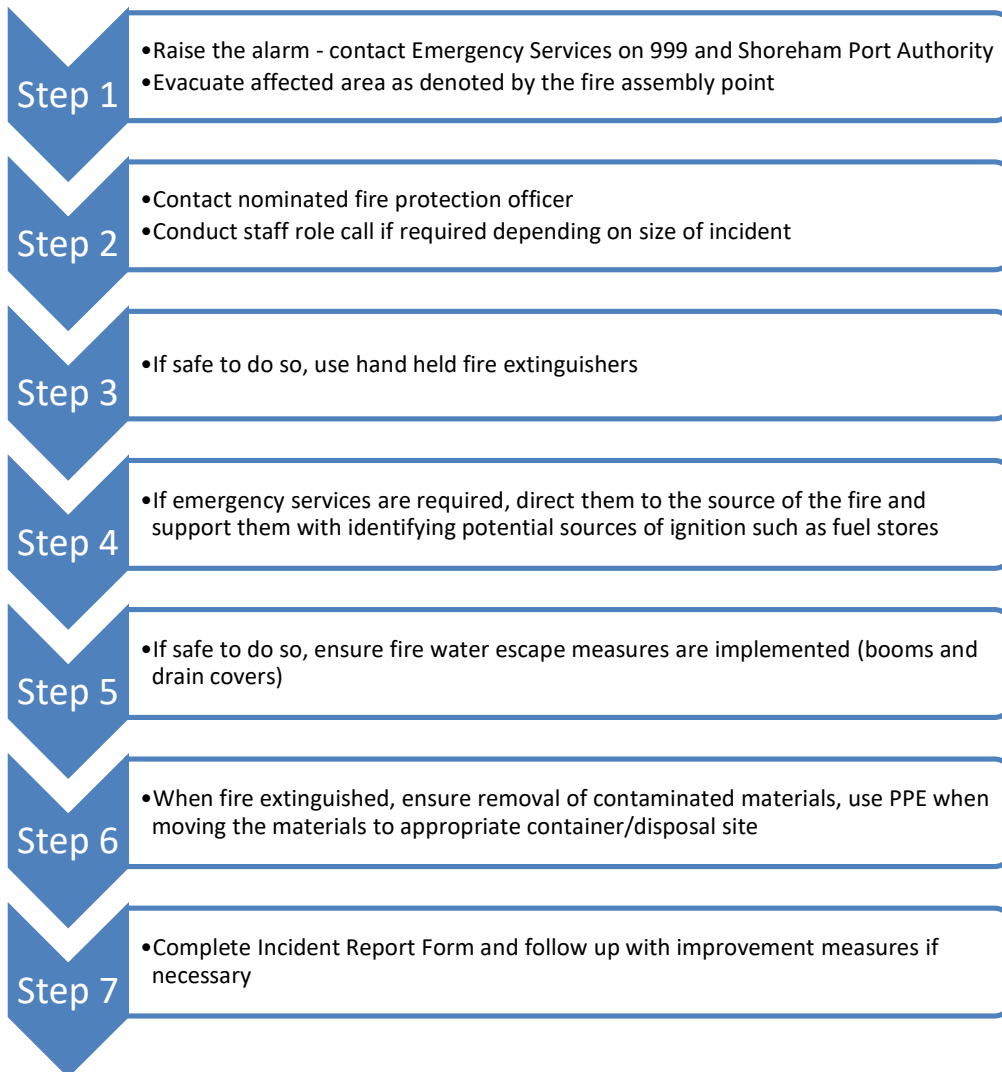 Step 1
•Raise the alarm - contact Emergency Services on 999 and Shoreham Port Authority
•Evacuate affected area as denoted by the fire assembly point
Step 2
•Contact nominated fire protection officer
•Conduct staff role call if required depending on size of incident
Step 3
•If safe to do so, use hand held fire extinguishers
Step 4
•If emergency services are required, direct them to the source of the fire and
support them with identifying potential sources of ignition such as fuel stores
Step 5
•If safe to do so, ensure fire water escape measures are implemented (booms and
drain covers)
Step 6
•When fire extinguished, ensure removal of contaminated materials, use PPE when
moving the materials to appropriate container/disposal site
Step 7
•Complete Incident Report Form and follow up with improvement measures if
necessary